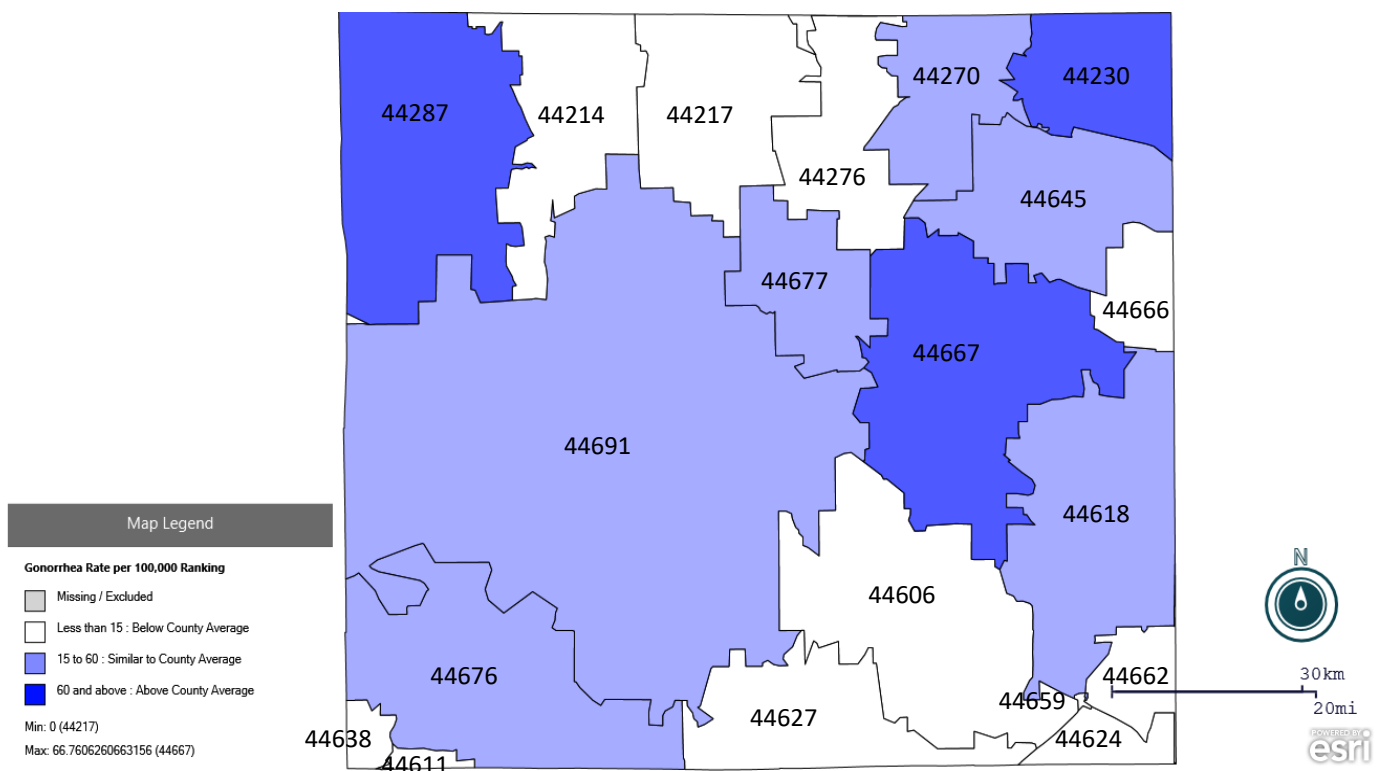 44270
44230
44287
44214
44217
44276
44645
44677
44666
44667
44691
44618
Map Legend
Gonorrhea Rate per 100,000 Ranking
Missing / Excluded
Less than 15 : Below County Average
15 to 60 : Similar to County Average
60 and above : Above County Average
Min: 0 (44217)
Max: 66.7606260663156 (44667)
N
44606
44676
44662
30km
44659
20mi
44627
44638
44624
44611
POWERED BY
esri